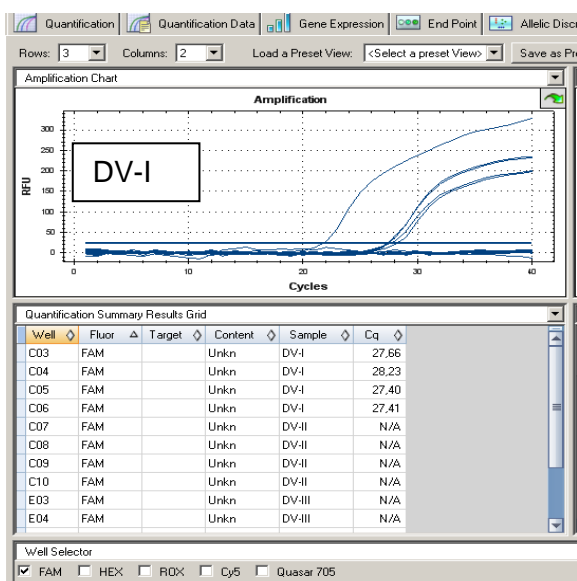 Quantification Quantification Data Gene Expression End Point Allelic Disc
Rows: 3 Columns: 2 Load a Preset View: <Select a preset View> Save as Pr
Amplification Chart
Amplification
DV-I
RFU
300
250
200
150
100
50
0
0 10 20 30 40
Cycles
Quantification Summary Results Grid
Well Fluor Target Content Sample Cq
C03 FAM Unkn DV-I 27,66
C04 FAM Unkn DV-I 28,23
C05 FAM Unkn DV-I 27,40
C06 FAM Unkn DV-I 27,41
C07 FAM Unkn DV-II N/A
C08 FAM Unkn DV-II N/A
C09 FAM Unkn DV-II N/A
C10 FAM Unkn DV-II N/A
E03 FAM Unkn DV-III N/A
E04 FAM Unkn DV-III N/A
Well Selector
FAM HEX ROX Cy5 Quasar 705